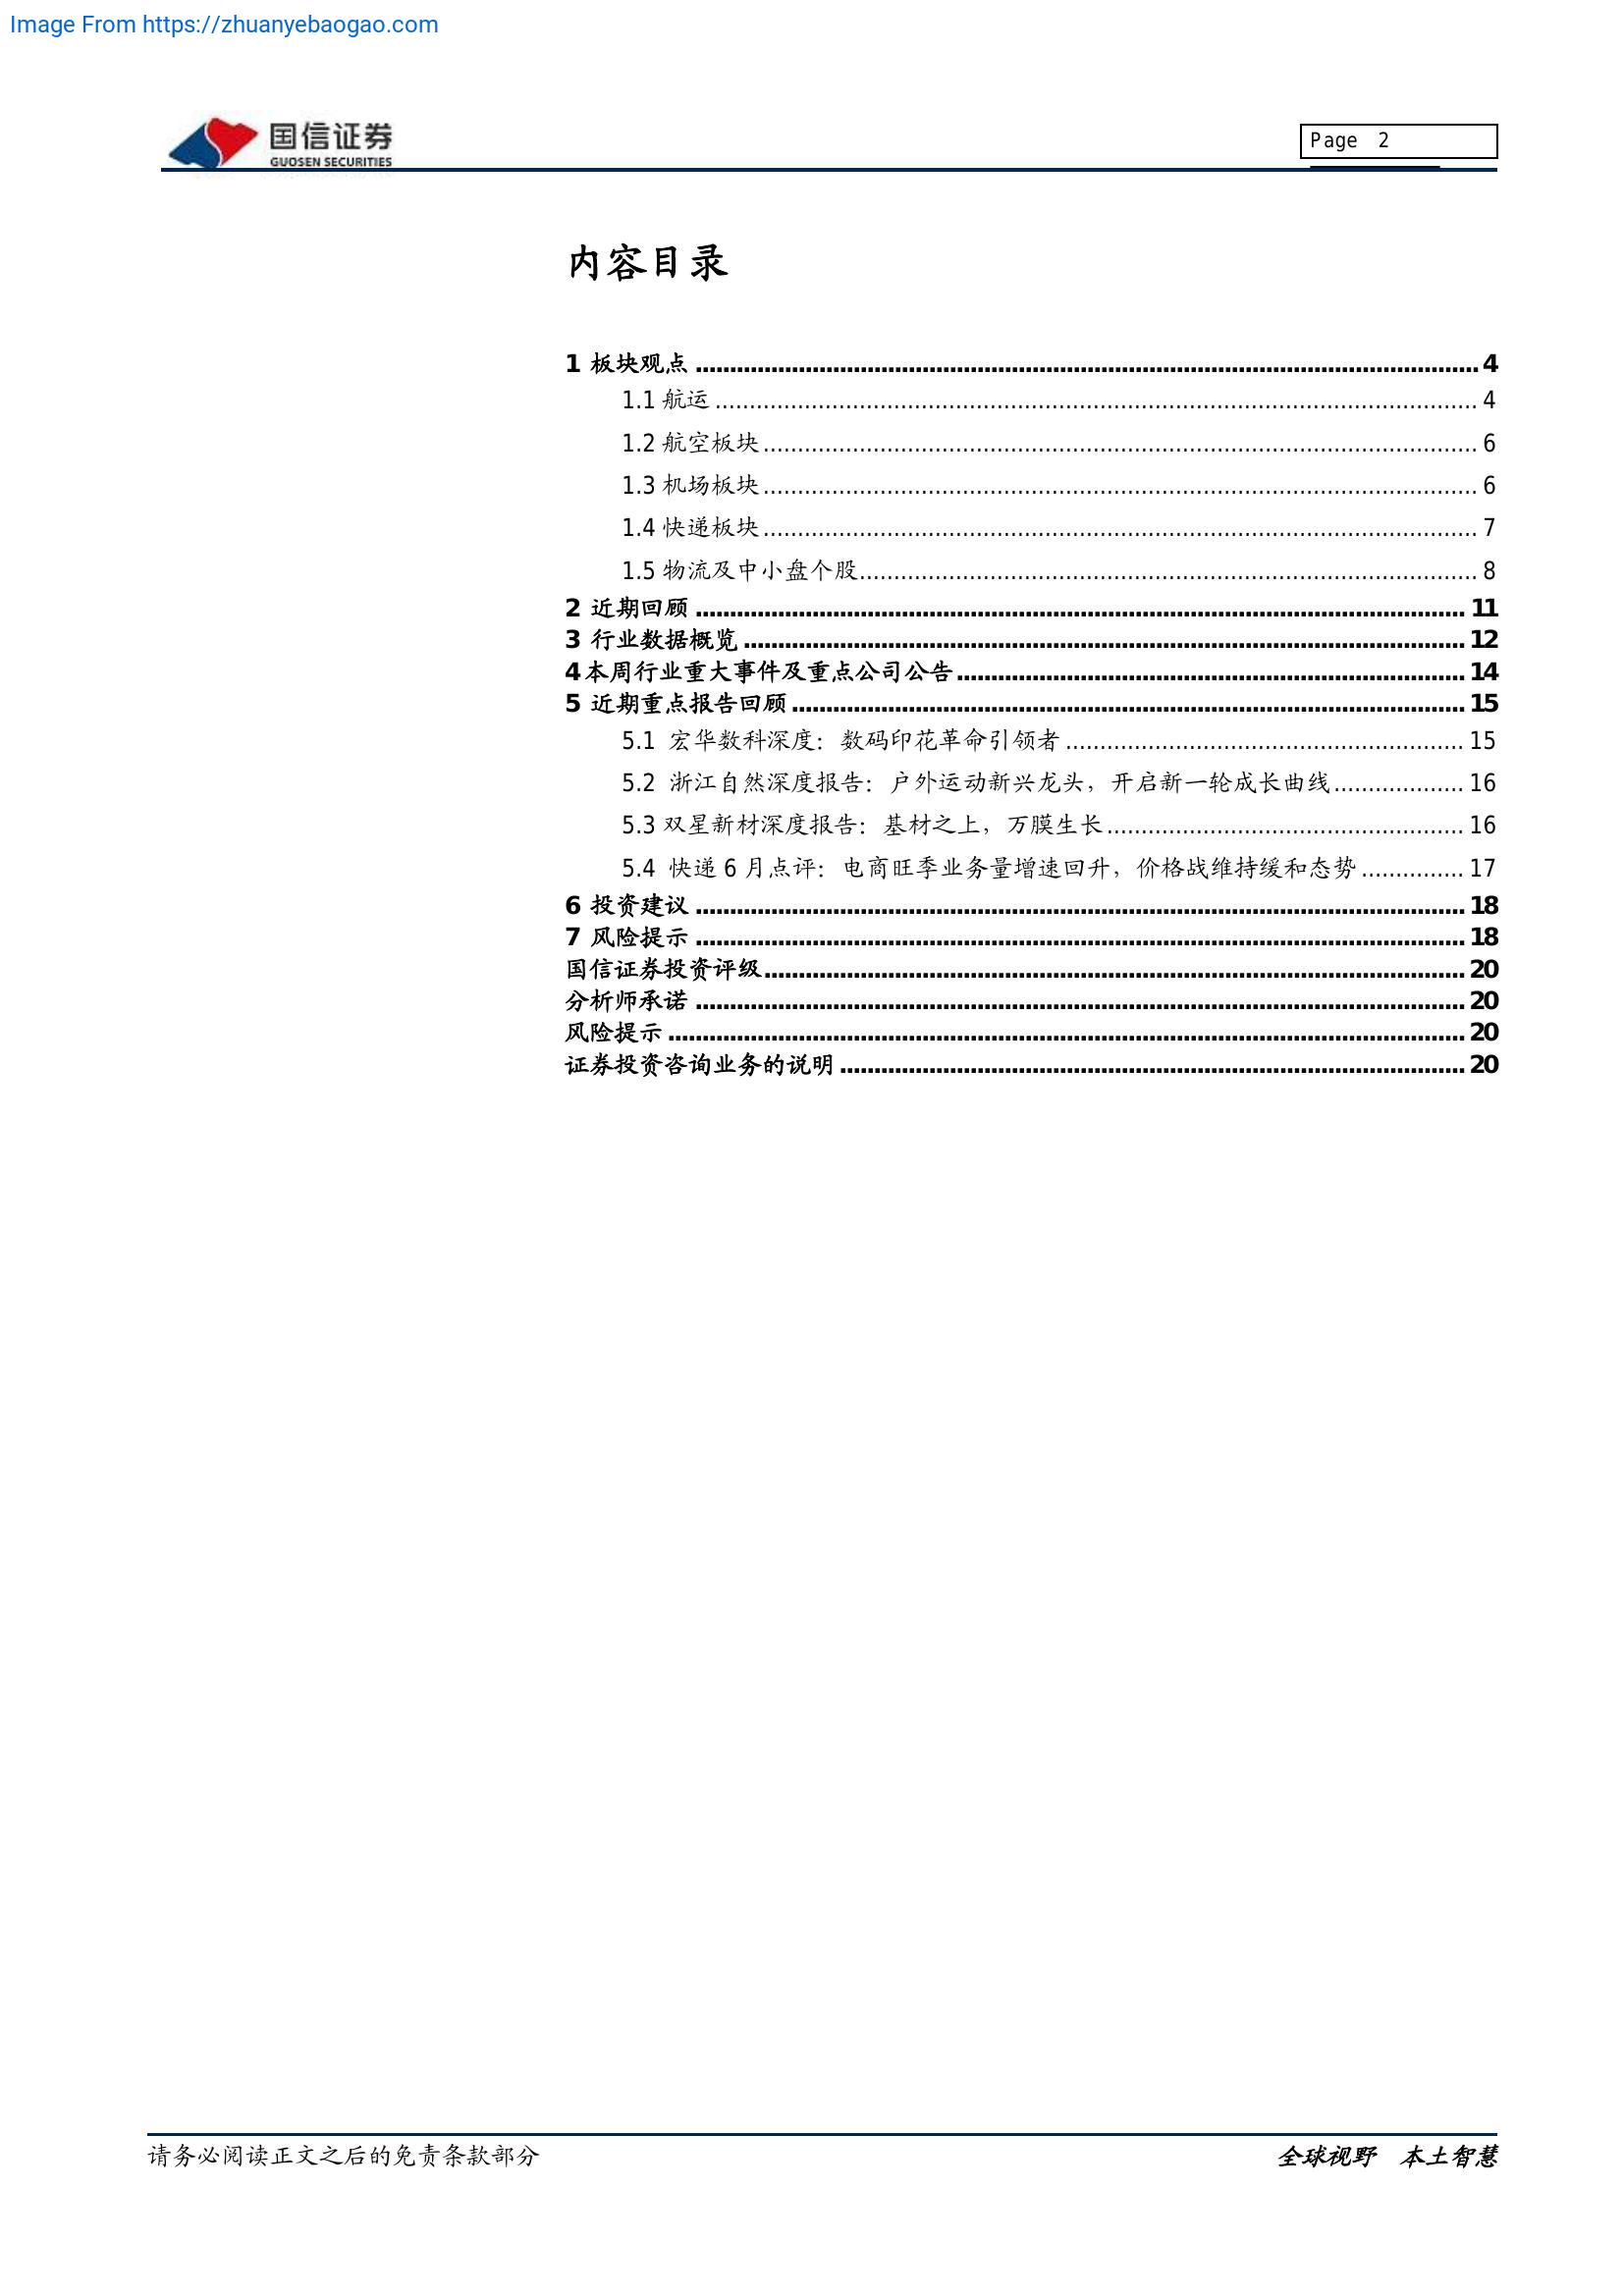 Image From https://zhuanyebaogao.com
国信证券
GUOSEN SECURITIES
Page 2
内容目录
1 板块观点 ........ 4
1.1 航运 ........ 4
1.2 航空板块 ........ 6
1.3 机场板块 ........ 6
1.4 快递板块 ........ 7
1.5 物流及中小盘个股 ........ 8
2 近期回顾 ........ 11
3 行业数据概览 ........ 12
4本周行业重大事件及重点公司公告 ........ 14
5 近期重点报告回顾 ........ 15
5.1 宏华数科深度：数码印花革命引领者 ........ 15
5.2 浙江自然深度报告：户外运动新兴龙头，开启新一轮成长曲线 ........ 16
5.3 双星新材深度报告：基材之上，万膜生长 ........ 16
5.4 快递 6 月点评：电商旺季业务量增速回升，价格战维持缓和态势 ........ 17
6 投资建议 ........ 18
7 风险提示 ........ 18
国信证券投资评级 ........ 20
分析师承诺 ........ 20
风险提示 ........ 20
证券投资咨询业务的说明 ........ 20
请务必阅读正文之后的免责条款部分
全球视野 本土智慧